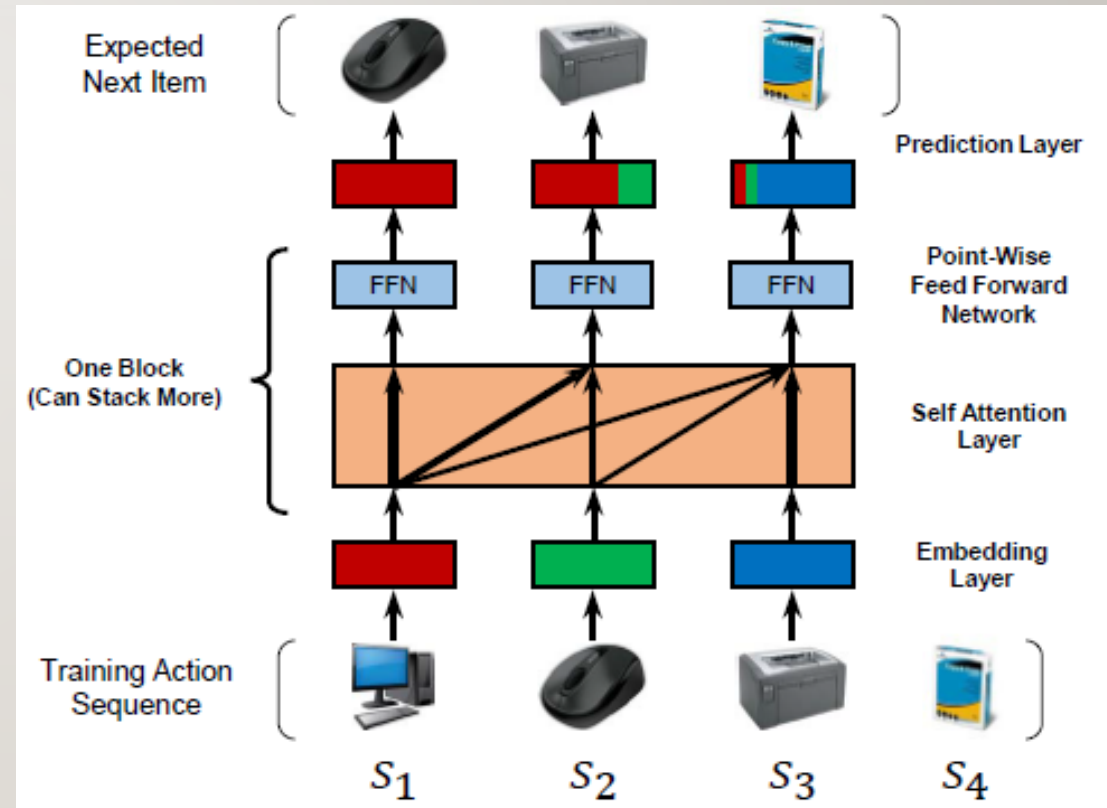 Expected
Next Item
Prediction Layer
Point-Wise
Feed Forward
Network
FFN
FFN
FFN
One Block
(Can Stack More)
Self Attention
Layer
Embedding
Layer
Training Action
Sequence
S1
S2
S3
S4